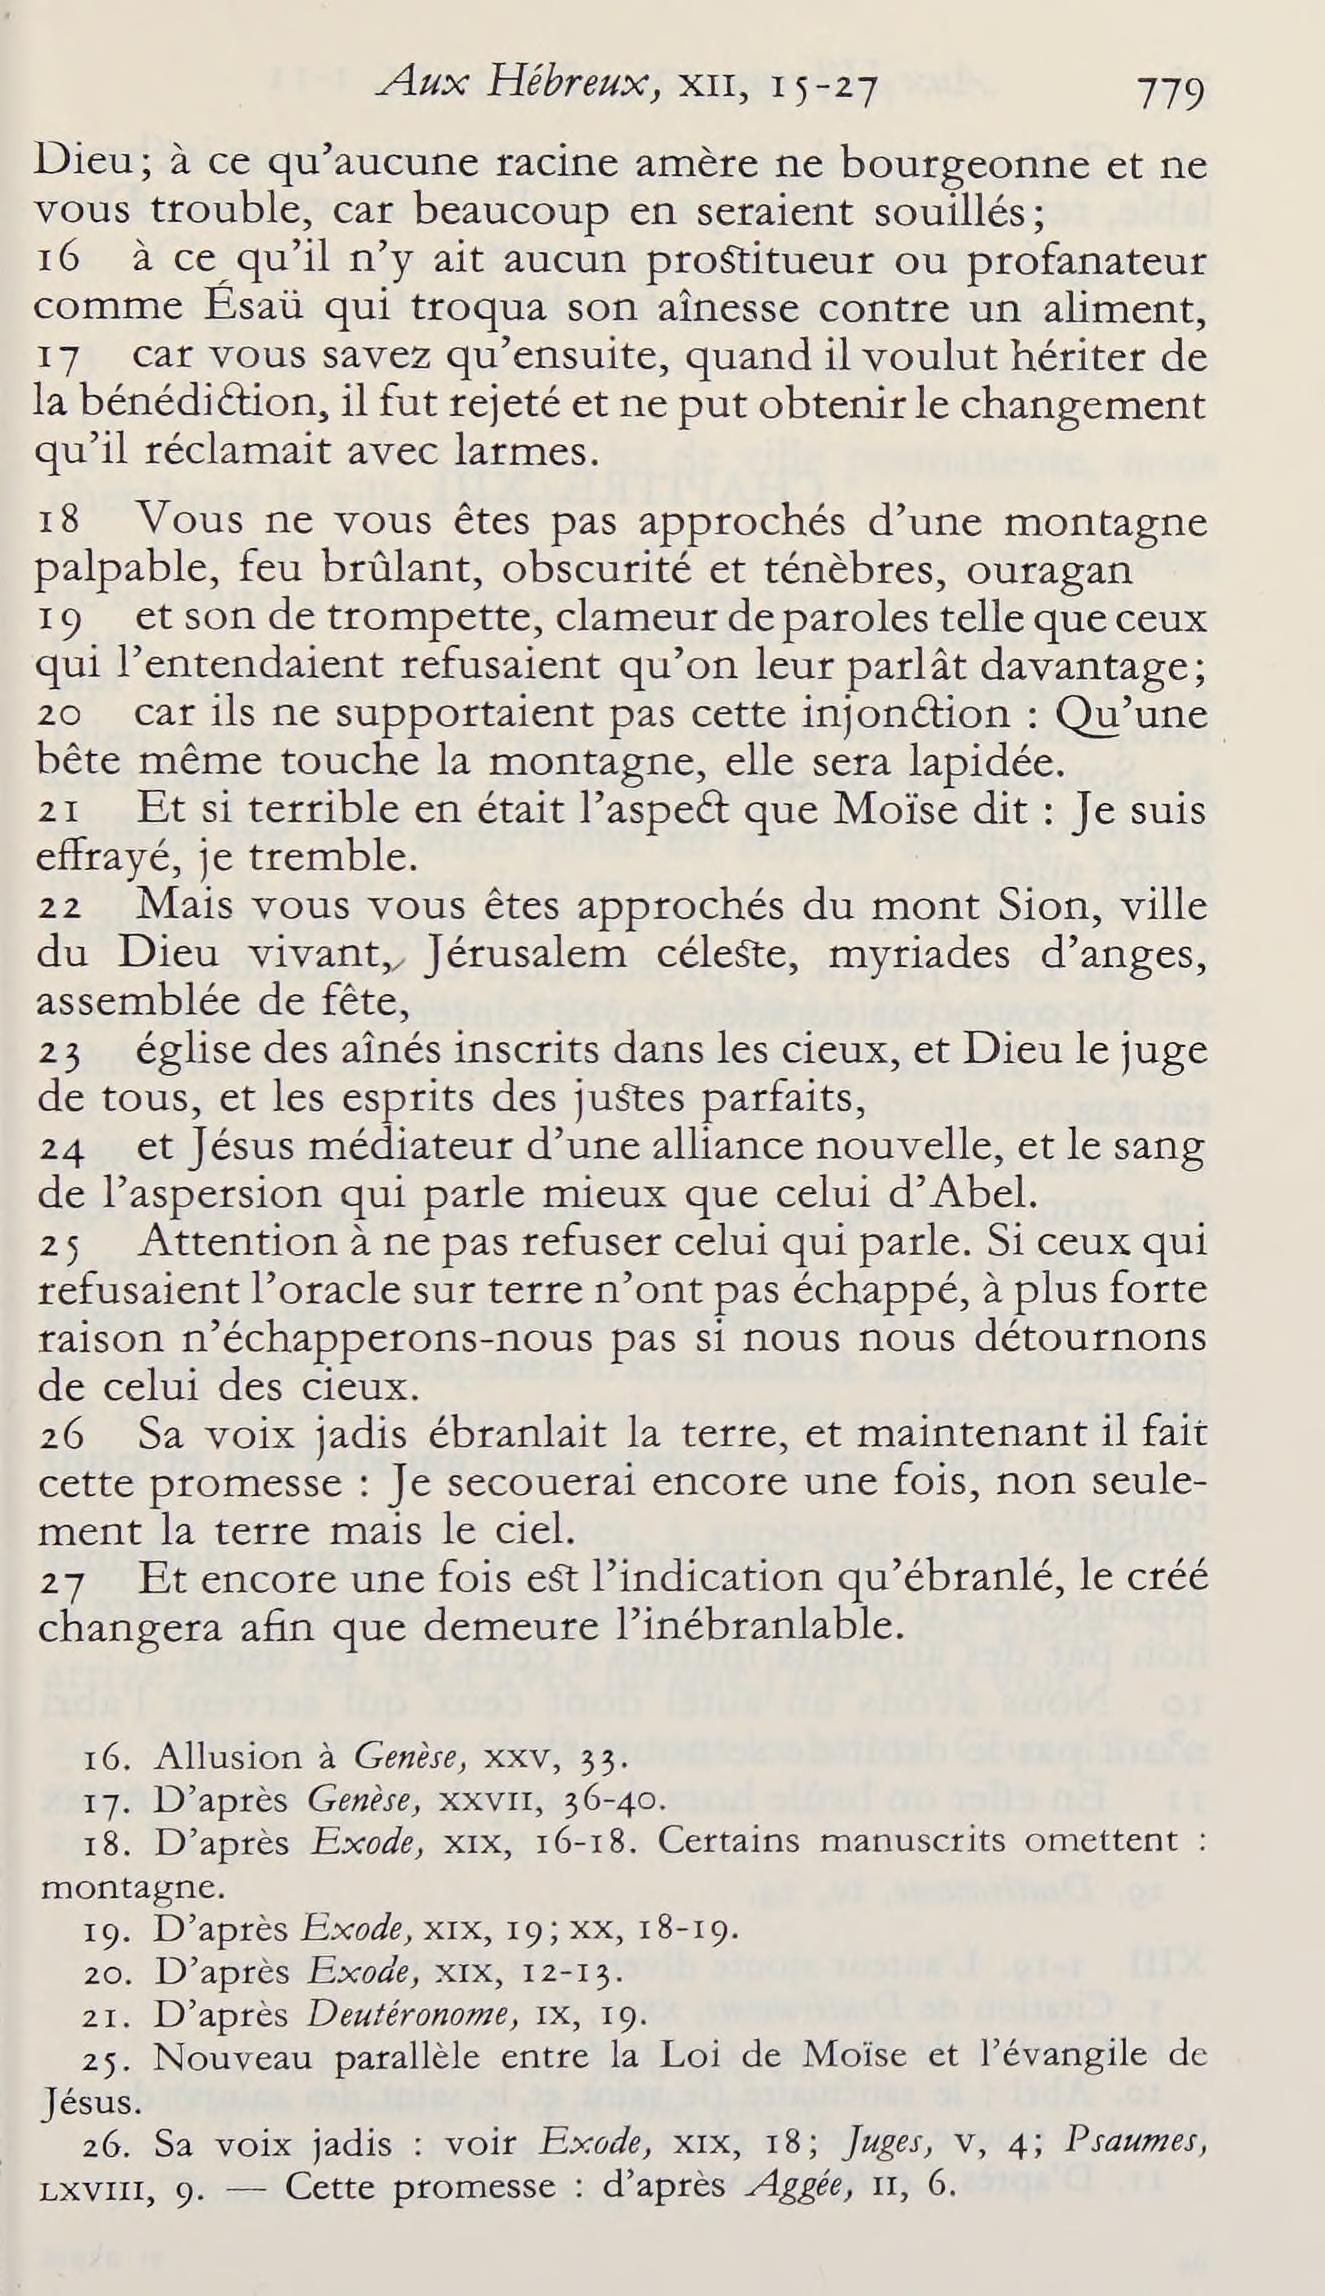 Aux Hébreux, XII, 15-27 779
Dieu; à ce qu’aucune racine amère ne bourgeonne et ne
vous trouble, car beaucoup en seraient souillés;
16 à ce qu’il n’y ait aucun prostitueur ou profanateur
comme Ésaü qui troqua son aînesse contre un aliment,
17 car vous savez qu’ensuite, quand il voulut hériter de
la bénédiction, il fut rejeté et ne put obtenir le changement
qu’il réclamait avec larmes.
18 Vous ne vous êtes pas approchés d’une montagne
palpable, feu brûlant, obscurité et ténèbres, ouragan
19 et son de trompette, clameur de paroles telle que ceux
qui l’entendaient refusaient qu’on leur parlât davantage;
20 car ils ne supportaient pas cette injonction : Qu’une
bête même touche la montagne, elle sera lapidée.
21 Et si terrible en était l’aspect que Moïse dit : Je suis
effrayé, je tremble.
22 Mais vous vous êtes approchés du mont Sion, ville
du Dieu vivant, Jérusalem céleste, myriades d’anges,
assemblée de fête,
23 église des aînés inscrits dans les cieux, et Dieu le juge
de tous, et les esprits des justes parfaits,
24 et Jésus médiateur d’une alliance nouvelle, et le sang
de l’aspersion qui parle mieux que celui d’Abel.
25 Attention à ne pas refuser celui qui parle. Si ceux qui
refusaient l’oracle sur terre n’ont pas échappé, à plus forte
raison n’échapperons-nous pas si nous nous détournons
de celui des cieux.
26 Sa voix jadis ébranlait la terre, et maintenant il fait
cette promesse : Je secouerai encore une fois, non seule-
ment la terre mais le ciel.
27 Et encore une fois est l’indication qu’ébranlé, le créé
changera afin que demeure l’inébranlable.
16. Allusion à Genèse, XXV, 33.
17. D’après Genèse, XXVII, 36-40.
18. D’après Exode, XIX, 16-18. Certains manuscrits omettent :
montagne.
19. D’après Exode, XIX, 19; XX, 18-19.
20. D’après Exode, XIX, 12-13.
21. D’après Deutéronome, IX, 19.
25. Nouveau parallèle entre la Loi de Moïse et l’évangile de
Jésus.
26. Sa voix jadis : voir Exode, XIX, 18; Juges, V, 4; Psaumes,
LXVIII, 9. — Cette promesse : d’après Aggée, II, 6.